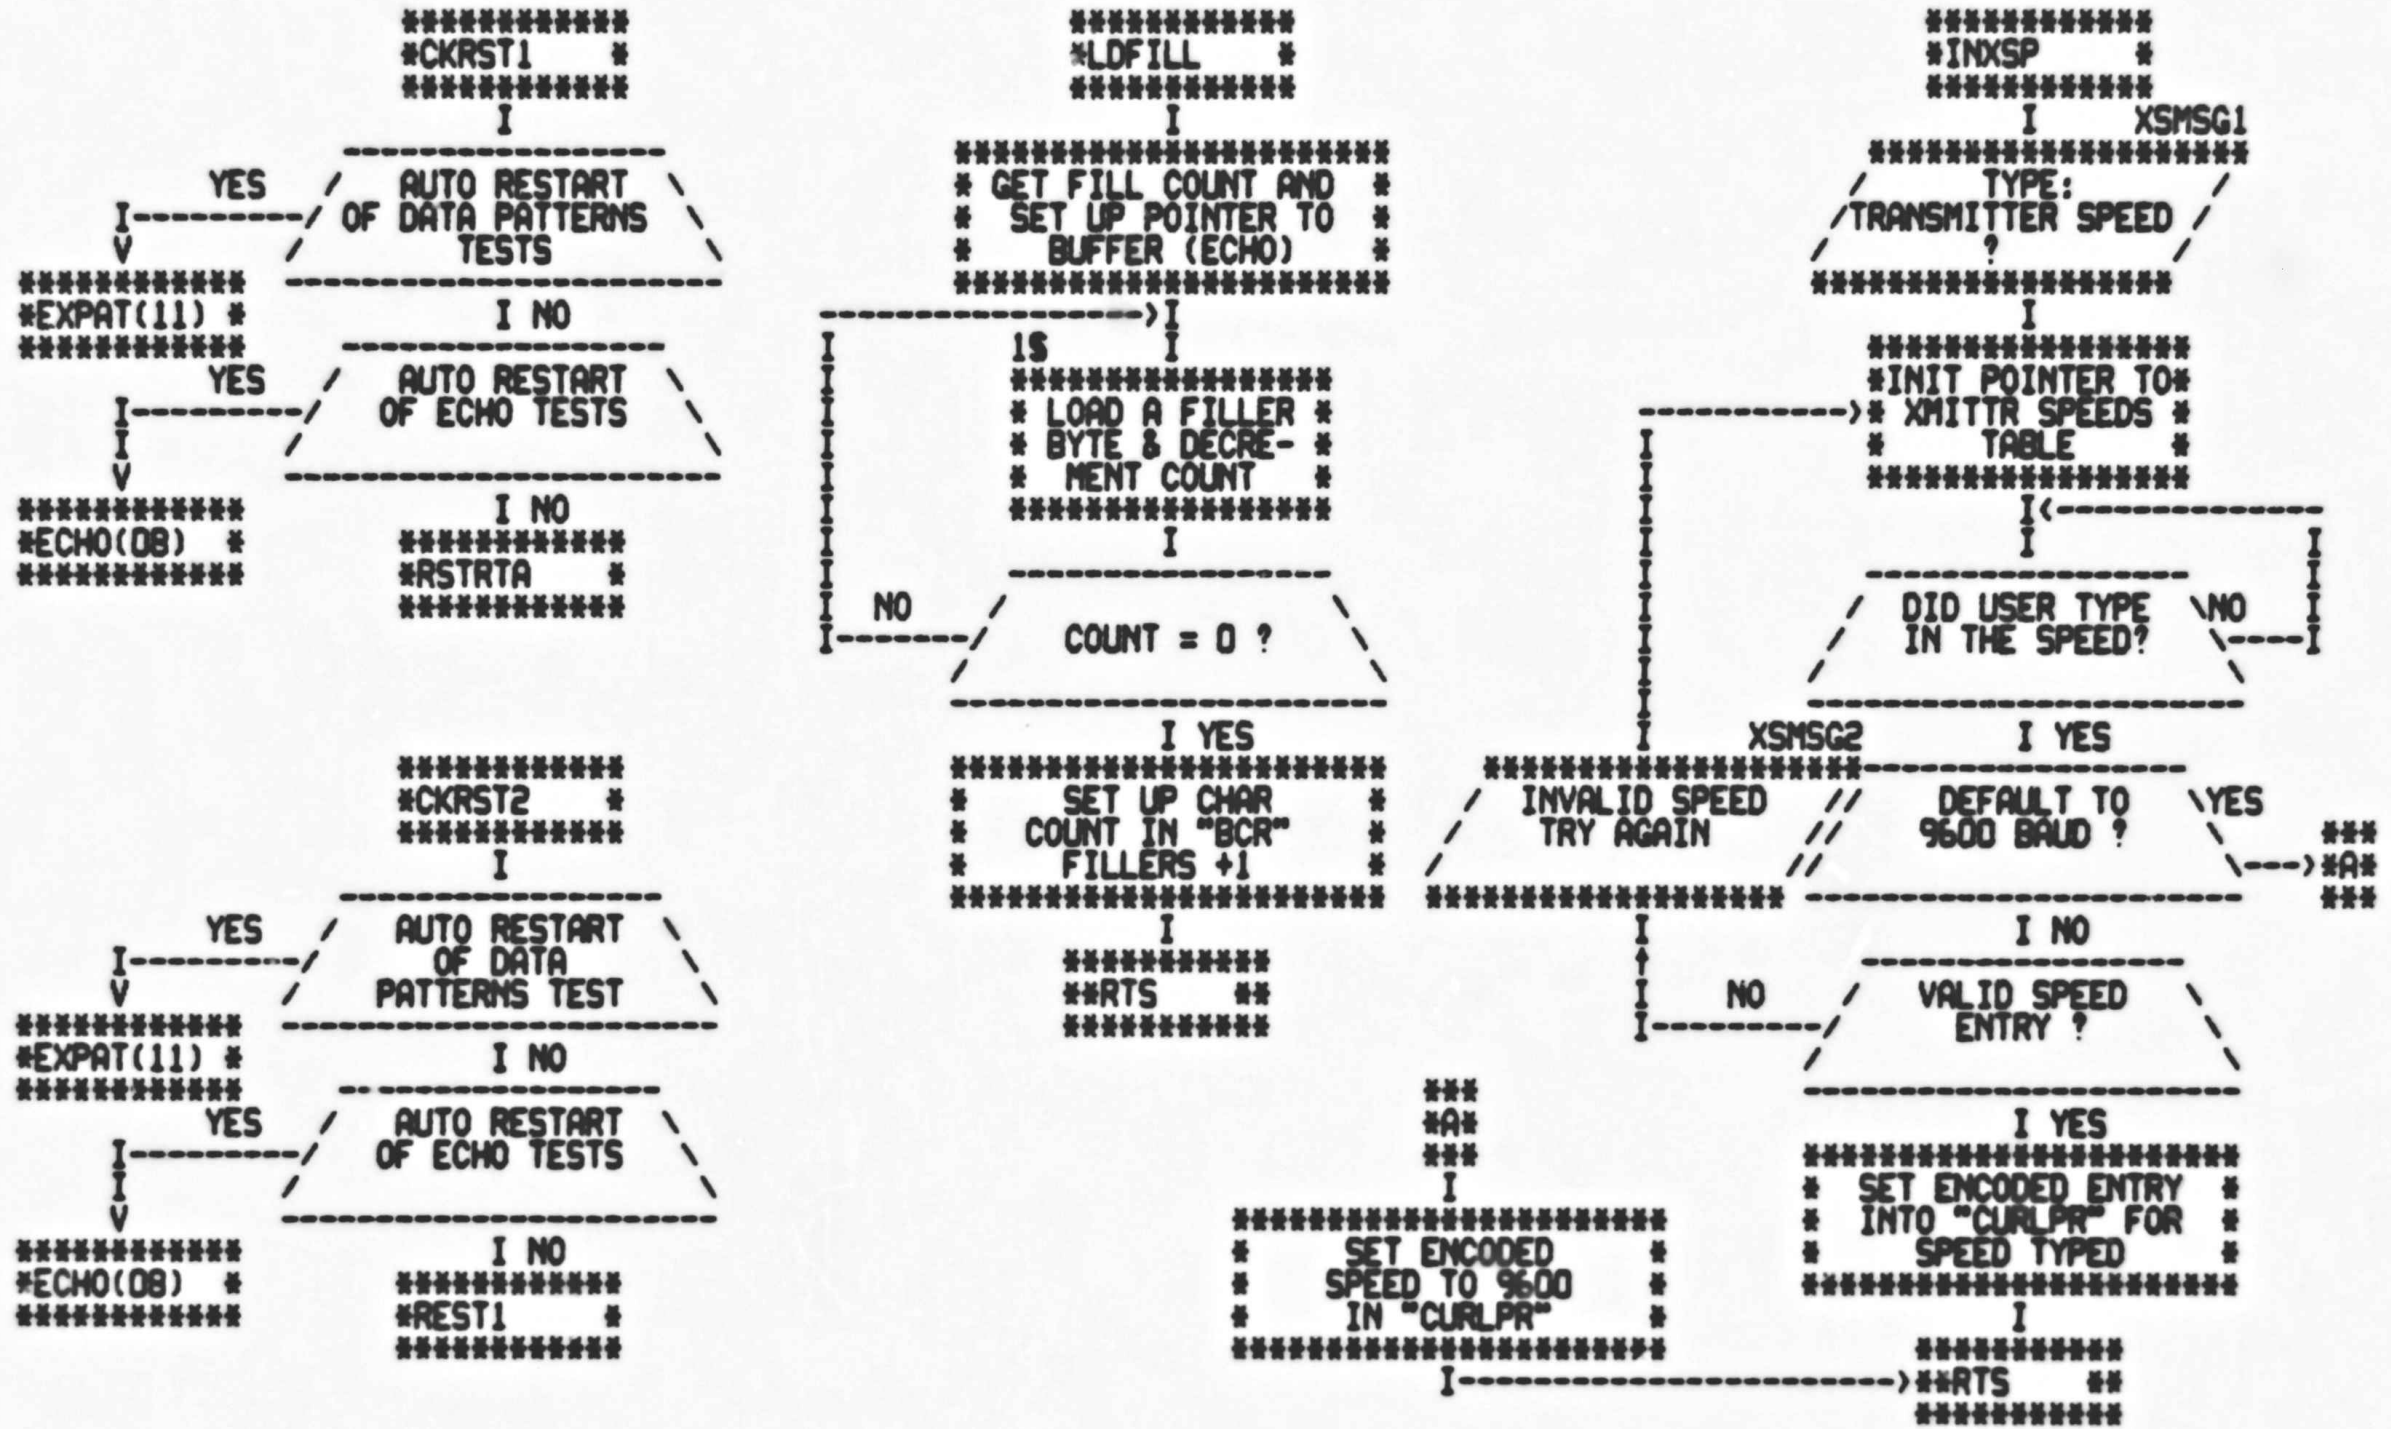 CKRST1
YES
AUTO RESTART
OF DATA PATTERNS
TESTS
EXPAT(11)
I NO
YES
AUTO RESTART
OF ECHO TESTS
ECHO(08)
I NO
RSTRTA
CKRST2
YES
AUTO RESTART
OF DATA
PATTERNS TEST
EXPAT(11)
I NO
YES
AUTO RESTART
OF ECHO TESTS
ECHO(08)
I NO
REST1
LDFILL
GET FILL COUNT AND
SET UP POINTER TO
BUFFER (ECHO)
1$
LOAD A FILLER
BYTE & DECRE-
MENT COUNT
NO
COUNT = 0 ?
I YES
SET UP CHAR
COUNT IN "BCR"
FILLERS +1
RTS
INXSP
XSMSG1
TYPE:
TRANSMITTER SPEED
?
INIT POINTER TO
XMITTR SPEEDS
TABLE
DID USER TYPE
IN THE SPEED?
NO
I YES
XSMSG2
INVALID SPEED
TRY AGAIN
DEFAULT TO
9600 BAUD ?
YES
A
I NO
NO
VALID SPEED
ENTRY ?
I YES
SET ENCODED ENTRY
INTO "CURLPR" FOR
SPEED TYPED
A
SET ENCODED
SPEED TO 9600
IN "CURLPR"
RTS